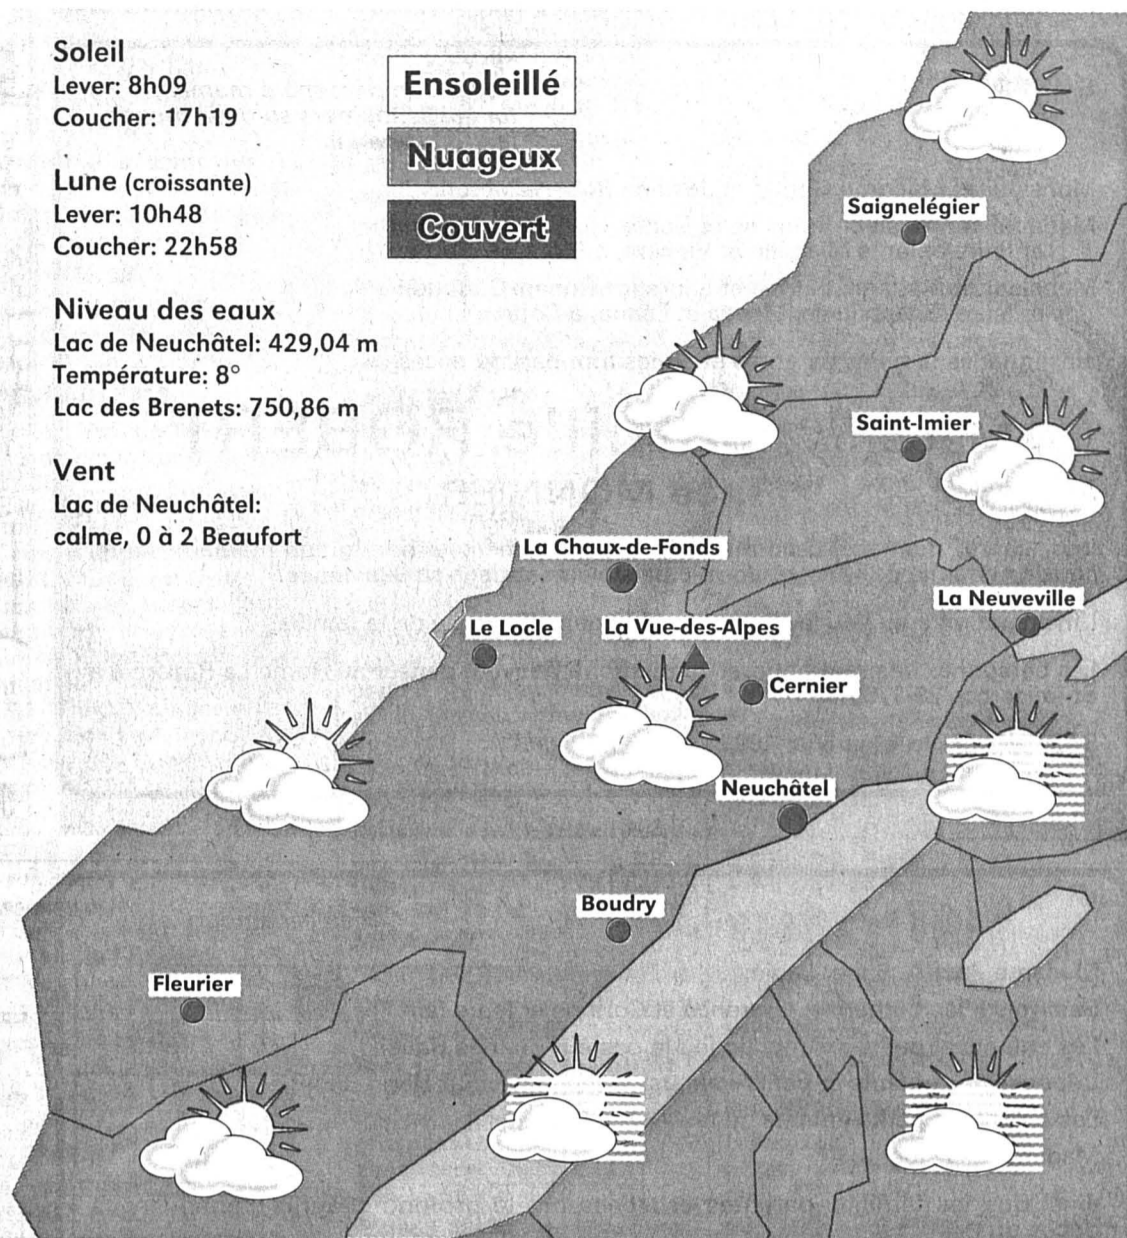 Soleil
Lever: 8h09
Coucher: 17h19
Lune (croissante)
Lever: 10h48
Coucher: 22h58
Niveau des eaux
Lac de Neuchâtel: 429,04 m
Température: 8°
Lac des Brenets: 750,86 m
Vent
Lac de Neuchâtel:
calme, 0 à 2 Beaufort
Ensoleillé
Nuageux
Couvert
Saignelégier
Saint-Imier
La Chaux-de-Fonds
La Neuveville
Le Locle
La Vue-des-Alpes
Cernier
Neuchâtel
Boudry
Fleurier